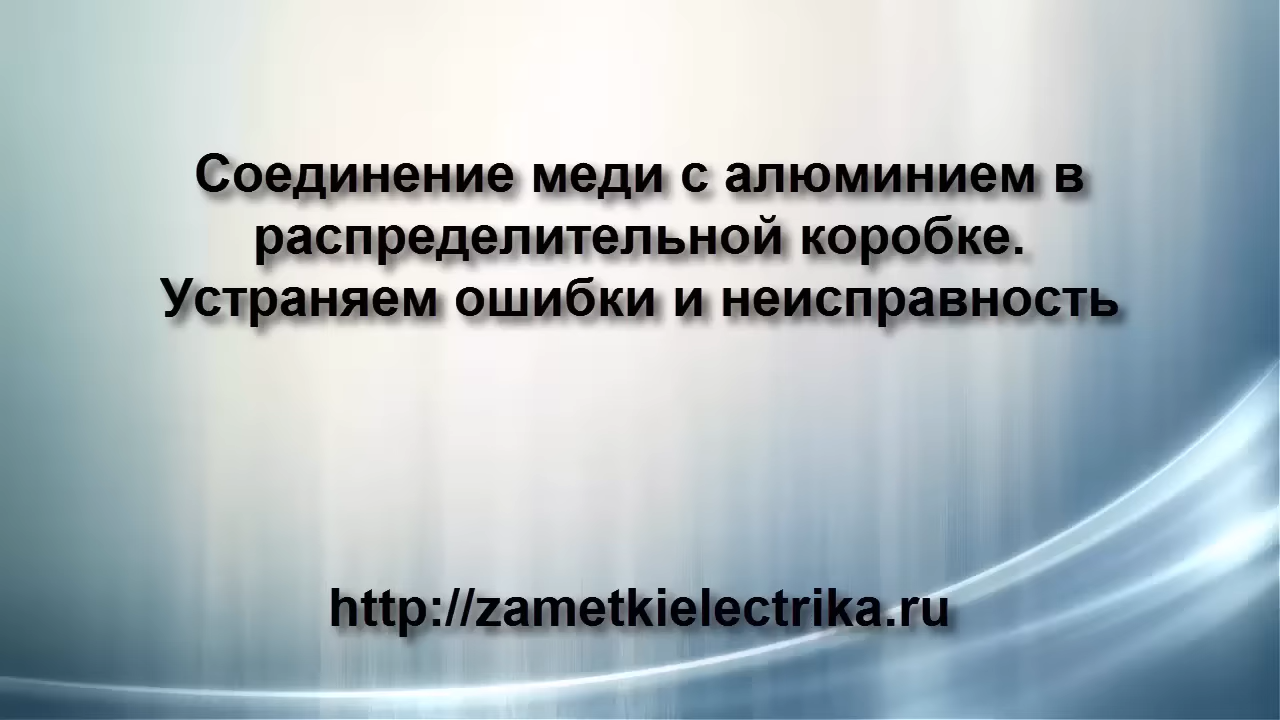 Соединение меди с алюминием в
распределительной коробке.
Устраняем ошибки и неисправность
http://zametkielectrika.ru